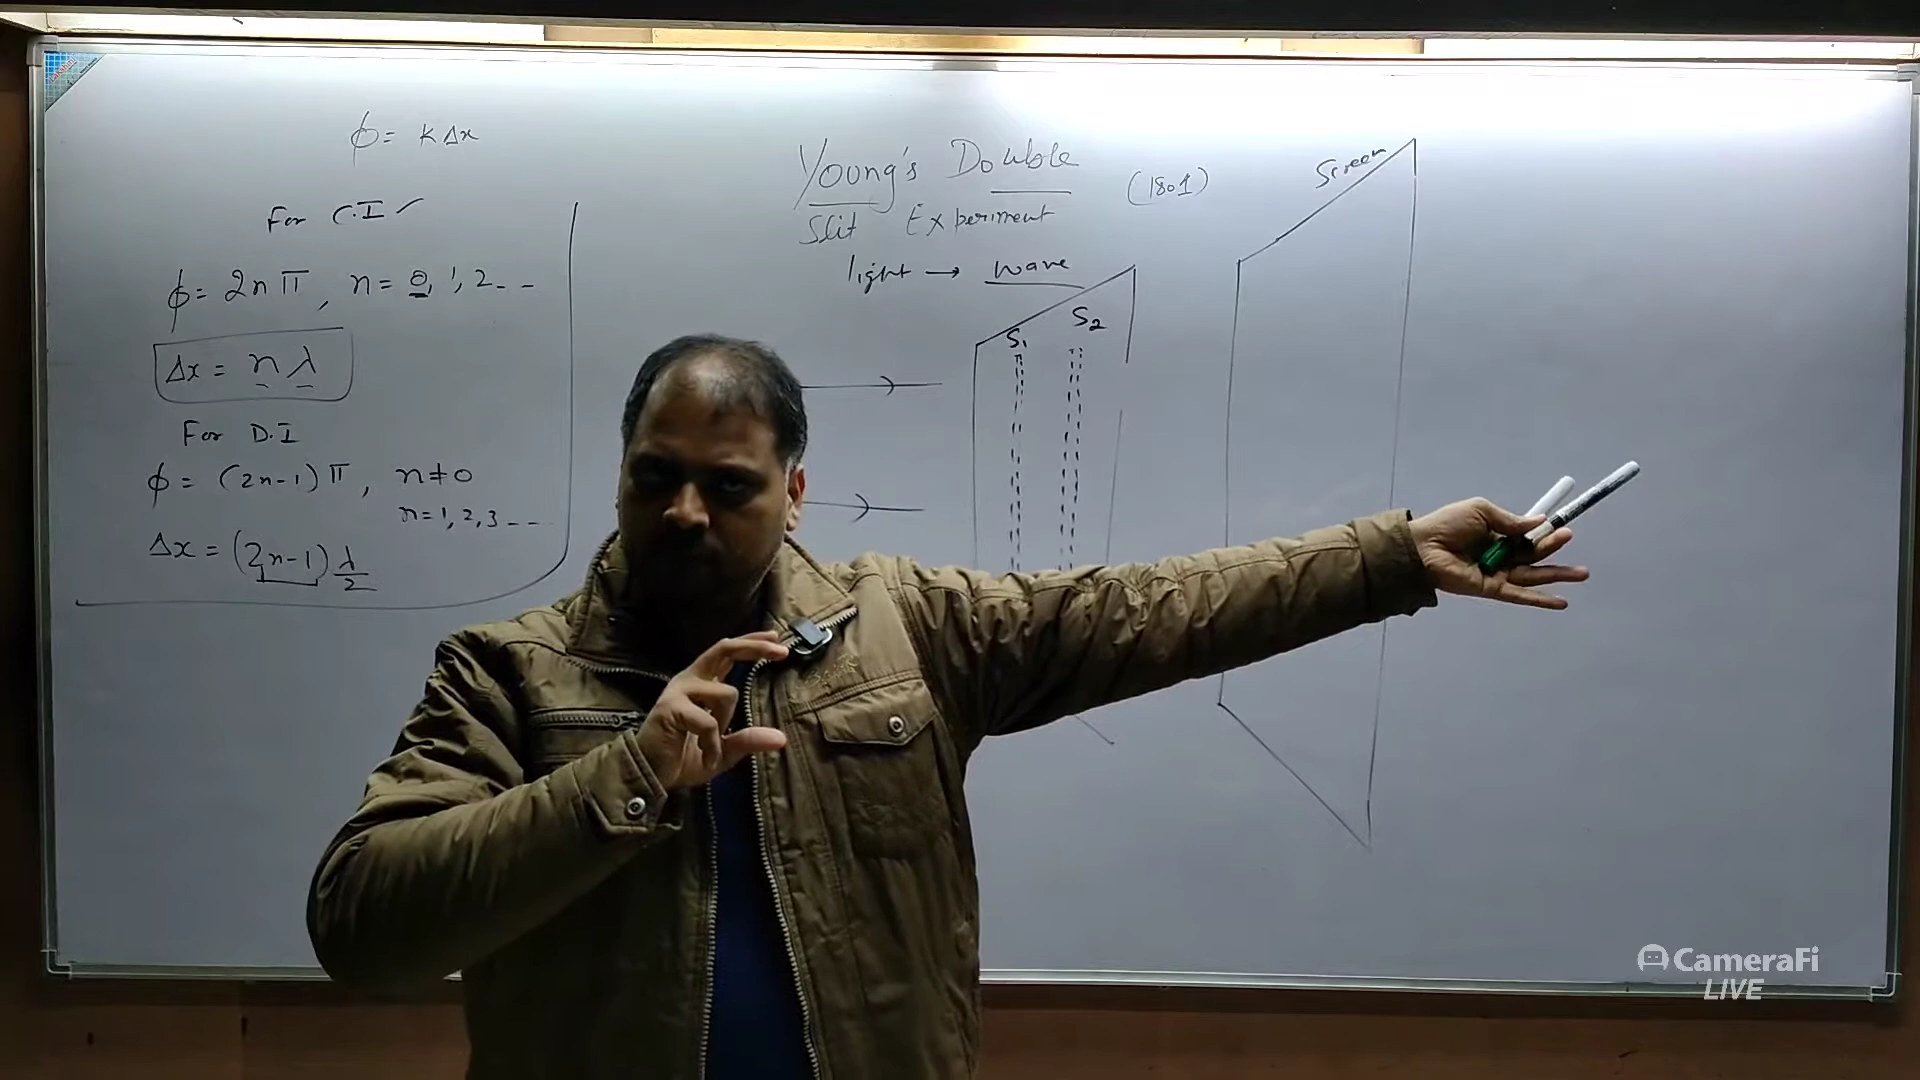 ϕ = K Δx
For C.I ✓
ϕ = 2nπ, n = 0, 1, 2 - -
Δx = nλ
For D.I
ϕ = (2n-1)π, n ≠ 0
n = 1, 2, 3 - - -
Δx = (2n-1) λ/2
Young's Double
Slit Experiment
(1801)
light → wave
S₁
S₂
Screen
CameraFi
LIVE